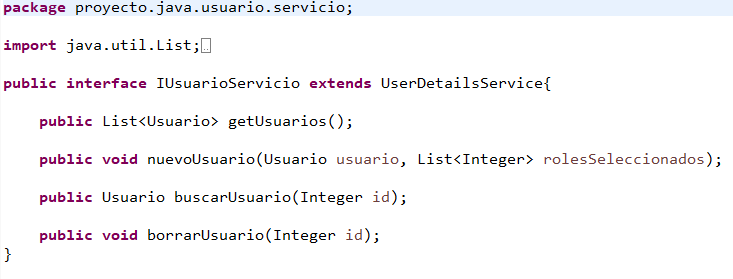 package proyecto.java.usuario.servicio;
import java.util.List;
public interface IUsuarioServicio extends UserDetailsService{
public List<Usuario> getUsuarios();
public void nuevoUsuario(Usuario usuario, List<Integer> rolesSeleccionados);
public Usuario buscarUsuario(Integer id);
public void borrarUsuario(Integer id);
}